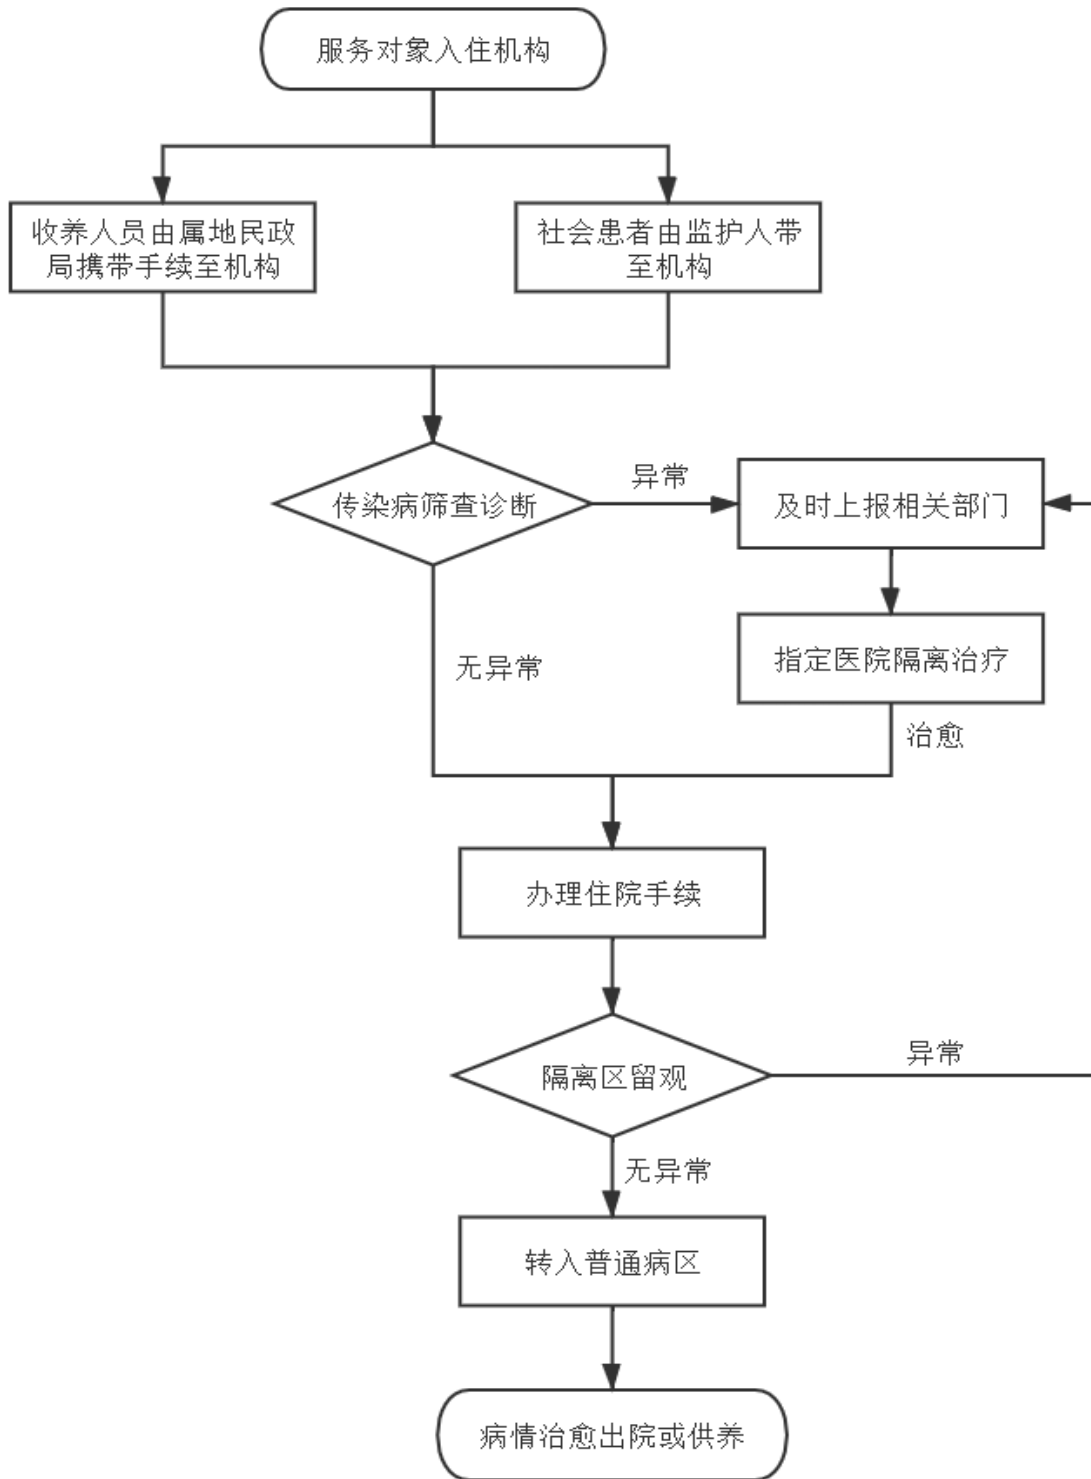 服务对象入住机构
收养人员由属地民政
局携带手续至机构
社会患者由监护人带
至机构
传染病筛查诊断
异常
及时上报相关部门
无异常
指定医院隔离治疗
治愈
办理住院手续
隔离区留观
异常
无异常
转入普通病区
病情治愈出院或供养